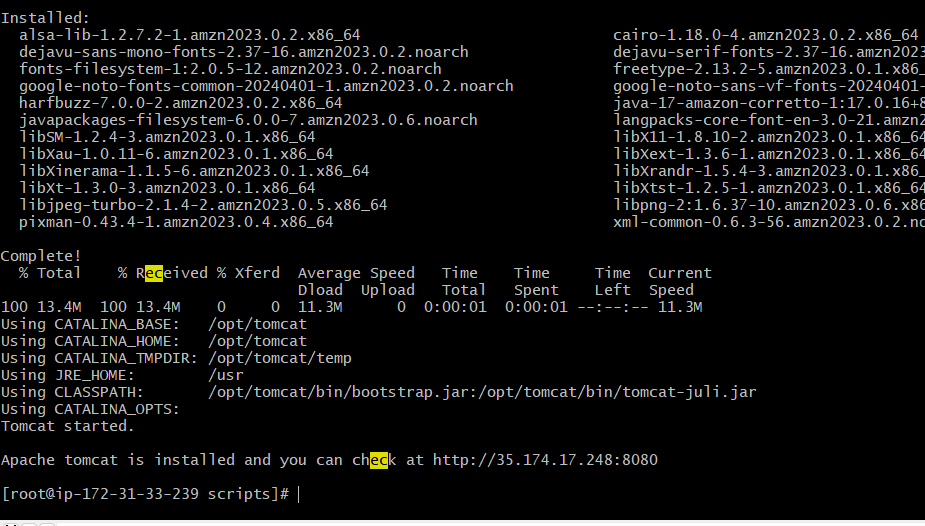 Installed:
  alsa-lib-1.2.7.2-1.amzn2023.0.2.x86_64                            cairo-1.18.0-4.amzn2023.0.2.x86_64
  dejavu-sans-mono-fonts-2.37-16.amzn2023.0.2.noarch                dejavu-serif-fonts-2.37-16.amzn2023
  fonts-filesystem-1:2.0.5-12.amzn2023.0.2.noarch                   freetype-2.13.2-5.amzn2023.0.1.x86_
  google-noto-fonts-common-20240401-1.amzn2023.0.2.noarch           google-noto-sans-vf-fonts-20240401-
  harfbuzz-7.0.0-2.amzn2023.0.2.x86_64                              java-17-amazon-corretto-1:17.0.16+8
  javapackages-filesystem-6.0.0-7.amzn2023.0.6.noarch               langpacks-core-font-en-3.0-21.amzn2
  libSM-1.2.4-3.amzn2023.0.1.x86_64                                 libX11-1.8.10-2.amzn2023.0.1.x86_64
  libXau-1.0.11-6.amzn2023.0.1.x86_64                               libXext-1.3.6-1.amzn2023.0.1.x86_64
  libXinerama-1.1.5-6.amzn2023.0.1.x86_64                           libXrandr-1.5.4-3.amzn2023.0.1.x86_64
  libXt-1.3.0-3.amzn2023.0.1.x86_64                                 libXtst-1.2.5-1.amzn2023.0.1.x86_64
  libjpeg-turbo-2.1.4-2.amzn2023.0.5.x86_64                         libpng-2:1.6.37-10.amzn2023.0.6.x86
  pixman-0.43.4-1.amzn2023.0.4.x86_64                               xml-common-0.6.3-56.amzn2023.0.2.no
Complete!
  % Total    % Received % Xferd  Average Speed   Time    Time     Time  Current
                                 Dload  Upload   Total   Spent    Left  Speed
100 13.4M  100 13.4M    0     0  11.3M      0  0:00:01  0:00:01 --:--:-- 11.3M
Using CATALINA_BASE:   /opt/tomcat
Using CATALINA_HOME:   /opt/tomcat
Using CATALINA_TMPDIR: /opt/tomcat/temp
Using JRE_HOME:        /usr
Using CLASSPATH:       /opt/tomcat/bin/bootstrap.jar:/opt/tomcat/bin/tomcat-juli.jar
Using CATALINA_OPTS:
Tomcat started.
Apache tomcat is installed and you can check at http://35.174.17.248:8080
[root@ip-172-31-33-239 scripts]#